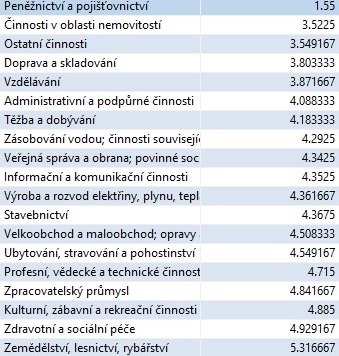 Peněžnictví a pojišťovnictví 1.55
Činnosti v oblasti nemovitostí 3.5225
Ostatní činnosti 3.549167
Doprava a skladování 3.803333
Vzdělávání 3.871667
Administrativní a podpůrné činnosti 4.088333
Těžba a dobývání 4.183333
Zásobování vodou; činnosti související 4.2925
Veřejná správa a obrana; povinné soc 4.3425
Informační a komunikační činnosti 4.3525
Výroba a rozvod elektřiny, plynu, tepla 4.361667
Stavebnictví 4.3675
Velkoobchod a maloobchod; opravy 4.508333
Ubytování, stravování a pohostinství 4.549167
Profesní, vědecké a technické činnost 4.715
Zpracovatelský průmysl 4.841667
Kulturní, zábavní a rekreační činnosti 4.885
Zdravotní a sociální péče 4.929167
Zemědělství, lesnictví, rybářství 5.316667